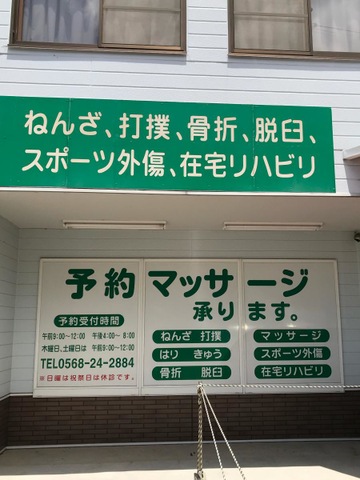 ねんざ、打撲、骨折、脱臼、
スポーツ外傷、在宅リハビリ
予約マッサージ
承ります。
予約受付時間
午前9:00~12:00 午後4:00~8:00
木曜日、土曜日は 午前9:00~12:00
TEL0568-24-2884
※日曜は祝祭日は休診です。
ねんざ 打撲
はり きゅう
骨折 脱臼
マッサージ
スポーツ外傷
在宅リハビリ